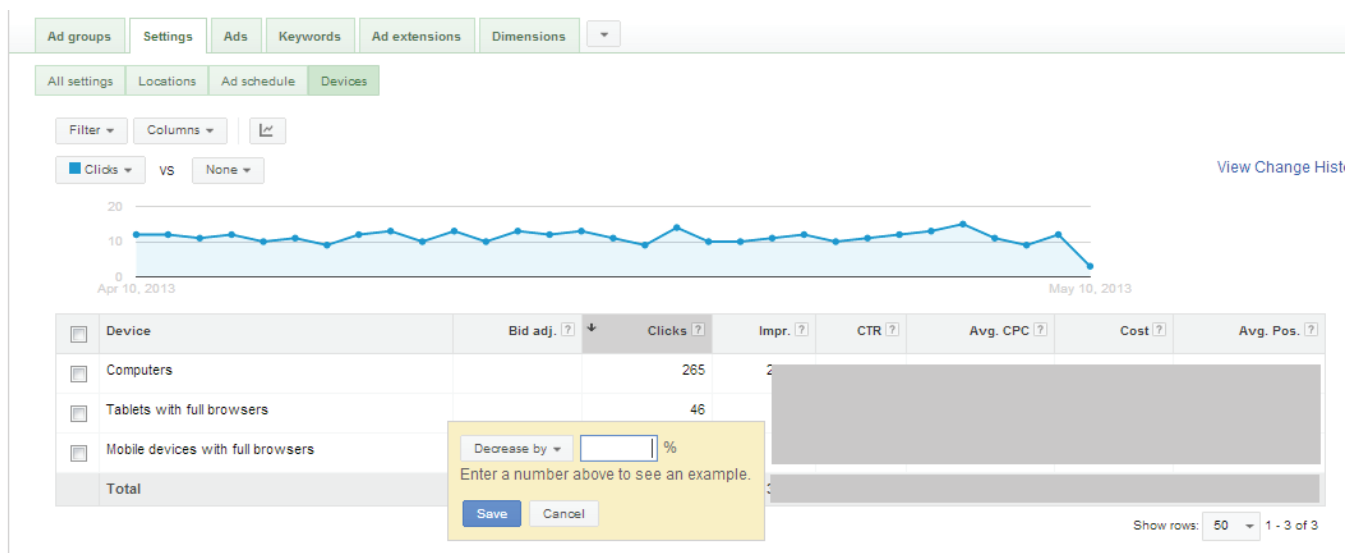 Ad groups Settings Ads Keywords Ad extensions Dimensions
All settings Locations Ad schedule Devices
Filter Columns
Clicks VS None
View Change Histo
20
10
0
Apr 10, 2013 May 10, 2013
Device Bid adj. ? Clicks ? Impr. ? CTR ? Avg. CPC ? Cost ? Avg. Pos. ?
Computers 265 2
Tablets with full browsers 46
Mobile devices with full browsers
Decrease by %
Enter a number above to see an example.
Total
Save Cancel
Show rows: 50 1 - 3 of 3